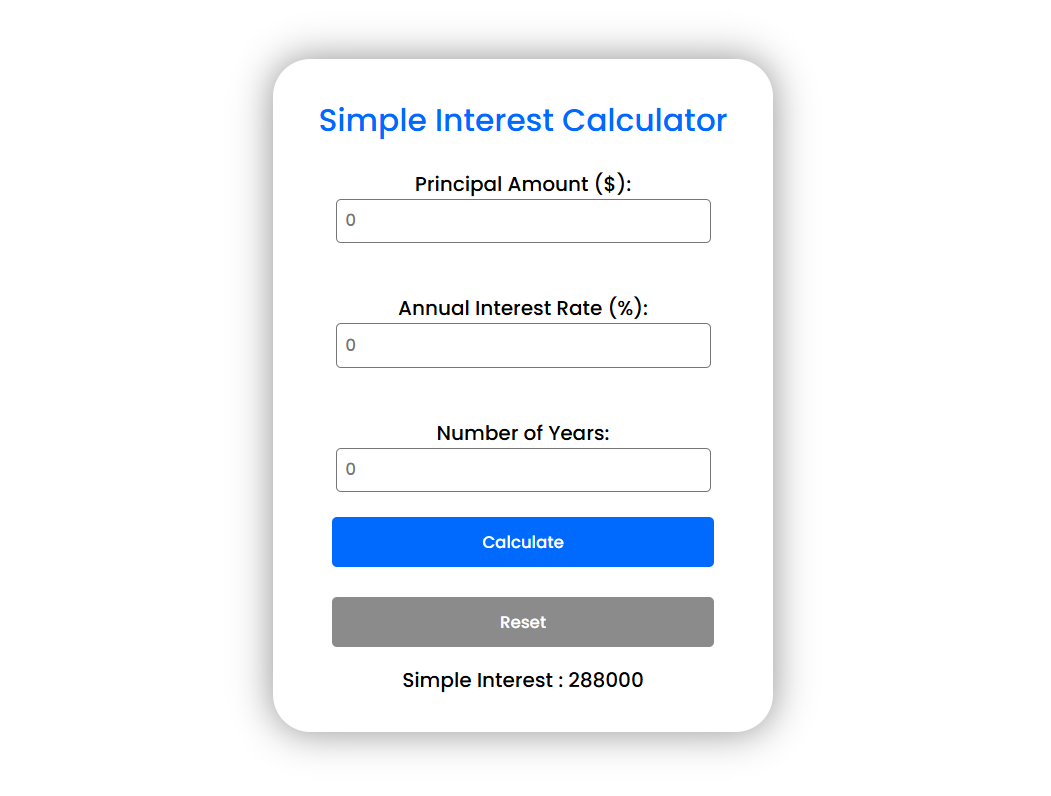 Simple Interest Calculator
Principal Amount ($):
0
Annual Interest Rate (%):
0
Number of Years:
0
Calculate
Reset
Simple Interest : 288000